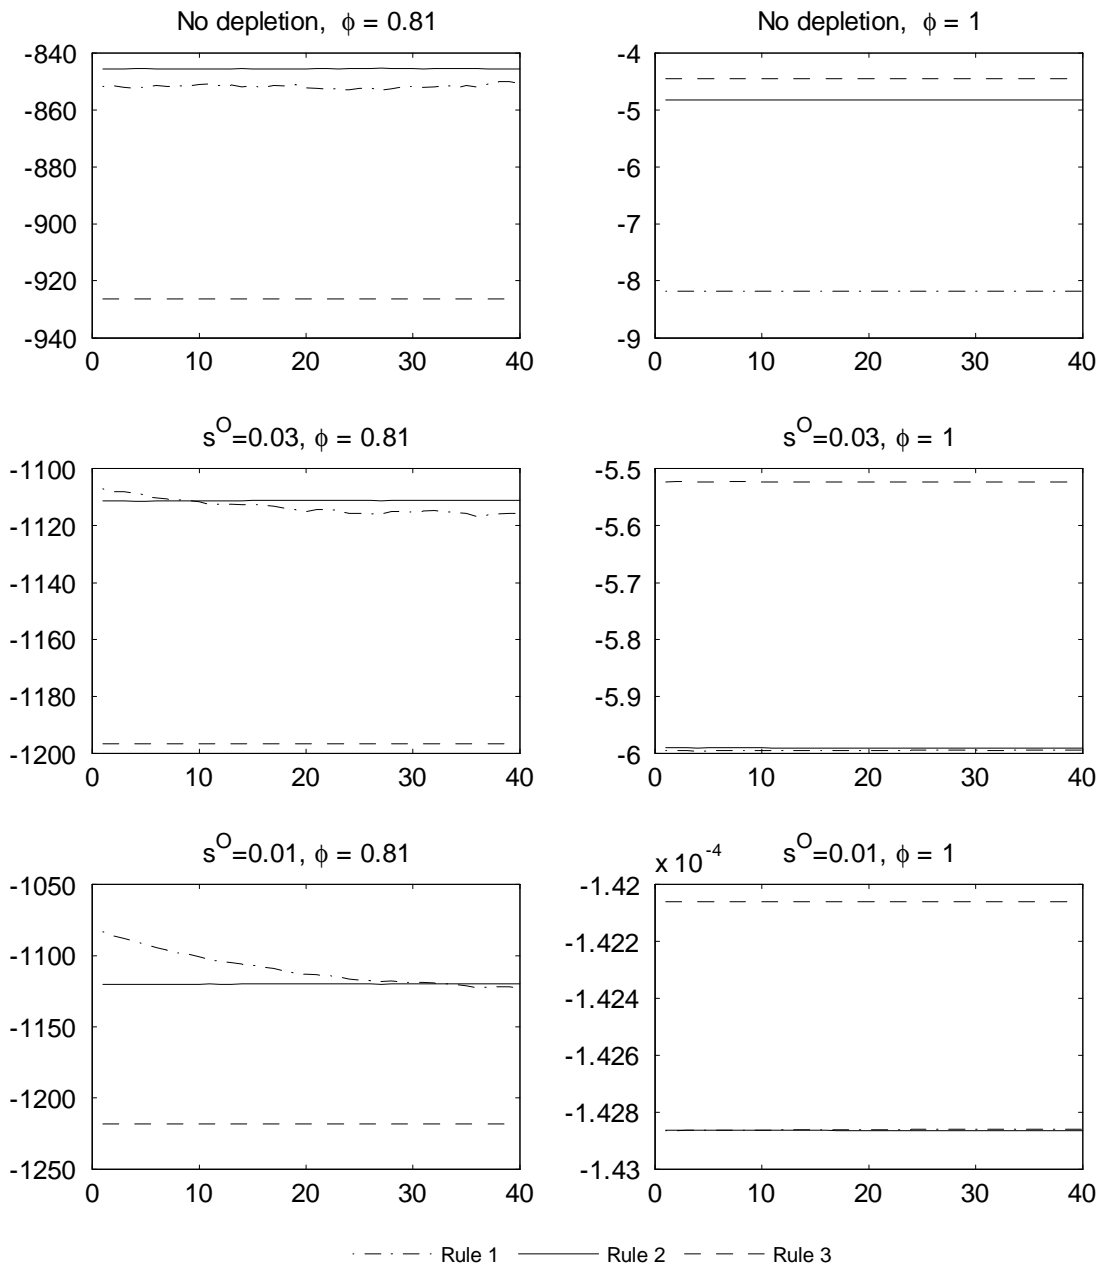 No depletion, ϕ = 0.81
-840
-860
-880
-900
-920
-940
0 10 20 30 40
No depletion, ϕ = 1
-4
-5
-6
-7
-8
-9
0 10 20 30 40
s^O=0.03, ϕ = 0.81
-1100
-1120
-1140
-1160
-1180
-1200
0 10 20 30 40
s^O=0.03, ϕ = 1
-5.5
-5.6
-5.7
-5.8
-5.9
-6
0 10 20 30 40
s^O=0.01, ϕ = 0.81
-1050
-1100
-1150
-1200
-1250
0 10 20 30 40
x 10^-4 s^O=0.01, ϕ = 1
-1.42
-1.422
-1.424
-1.426
-1.428
-1.43
0 10 20 30 40
Rule 1 Rule 2 Rule 3